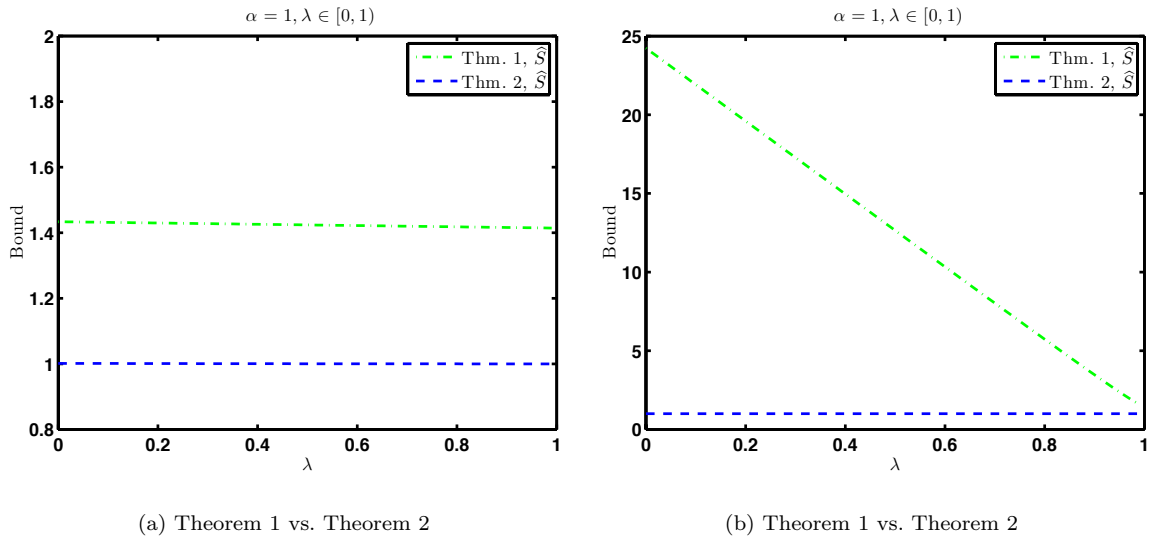 α = 1, λ ∈ [0, 1)
2
1.8
1.6
1.4
1.2
1
0.8
Bound
0 0.2 0.4 0.6 0.8 1
λ
Thm. 1, Ŝ
Thm. 2, Ŝ
(a) Theorem 1 vs. Theorem 2
α = 1, λ ∈ [0, 1)
25
20
15
10
5
0
Bound
0 0.2 0.4 0.6 0.8 1
λ
Thm. 1, Ŝ
Thm. 2, Ŝ
(b) Theorem 1 vs. Theorem 2